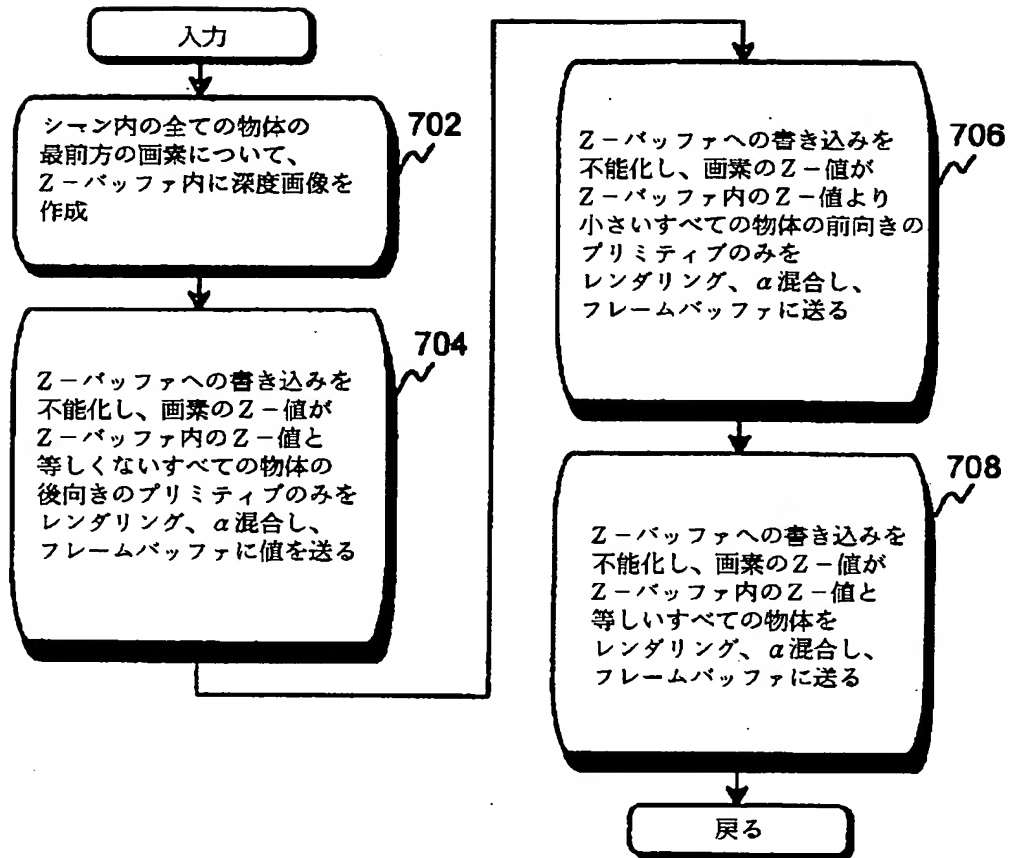 入力
702
シーン内の全ての物体の
最前方の画素について、
Z－バッファ内に深度画像を
作成
704
Z－バッファへの書き込みを
不能化し、画素のZ－値が
Z－バッファ内のZ－値と
等しくないすべての物体の
後向きのプリミティブのみを
レンダリング、α混合し、
フレームバッファに値を送る
706
Z－バッファへの書き込みを
不能化し、画素のZ－値が
Z－バッファ内のZ－値より
小さいすべての物体の前向きの
プリミティブのみを
レンダリング、α混合し、
フレームバッファに送る
708
Z－バッファへの書き込みを
不能化し、画素のZ－値が
Z－バッファ内のZ－値と
等しいすべての物体を
レンダリング、α混合し、
フレームバッファに送る
戻る